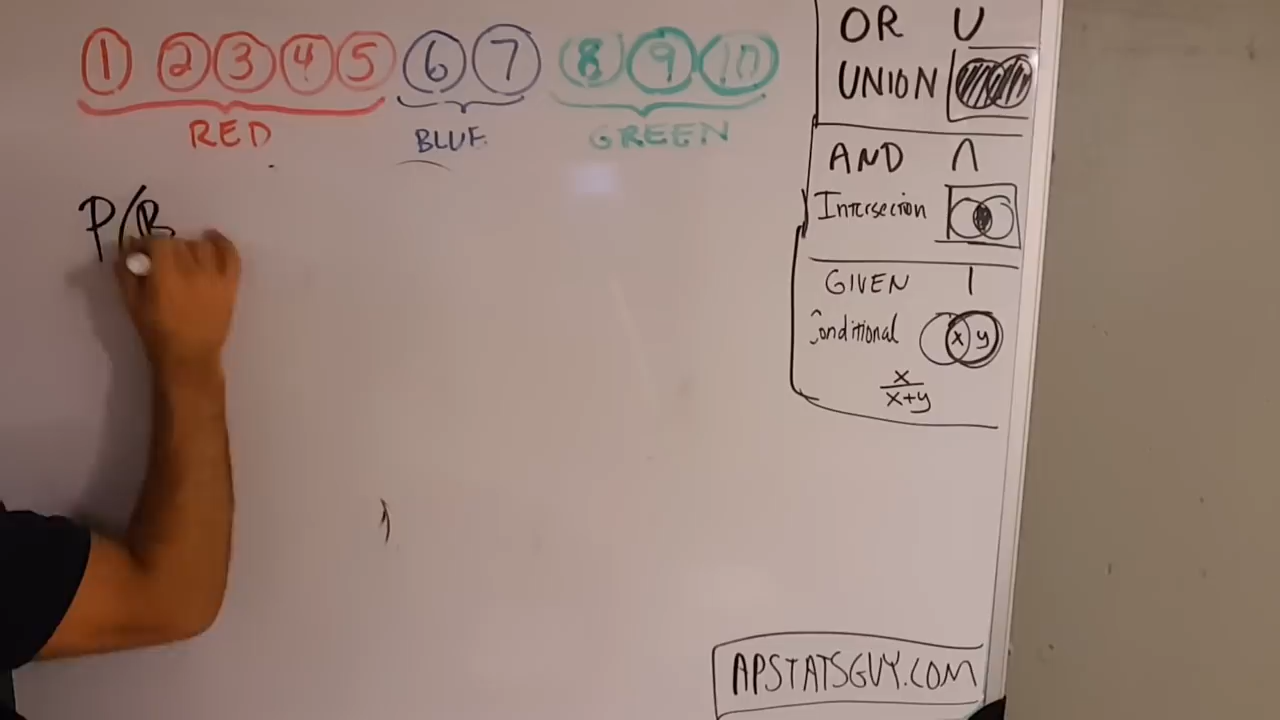 1 2 3 4 5 6 7 8 9 10
RED BLUE GREEN
P(B
OR ∪
UNION
AND ∩
Intersection
GIVEN |
Conditional x y
x
x+y
APSTATSGUY.COM